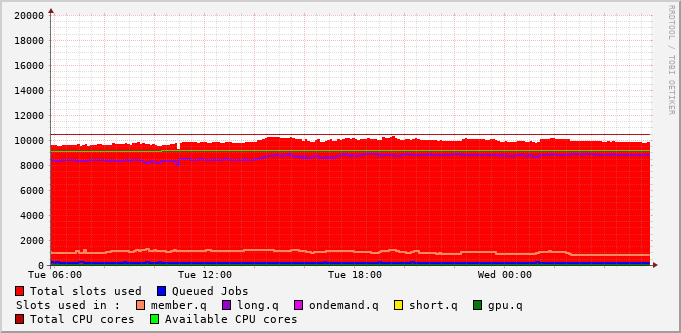 RRDTOOL / TOBI OETIKER
20000
18000
16000
14000
12000
10000
8000
6000
4000
2000
0
Tue 06:00 Tue 12:00 Tue 18:00 Wed 00:00
Total slots used Queued Jobs
Slots used in : member.q long.q ondemand.q short.q gpu.q
Total CPU cores Available CPU cores